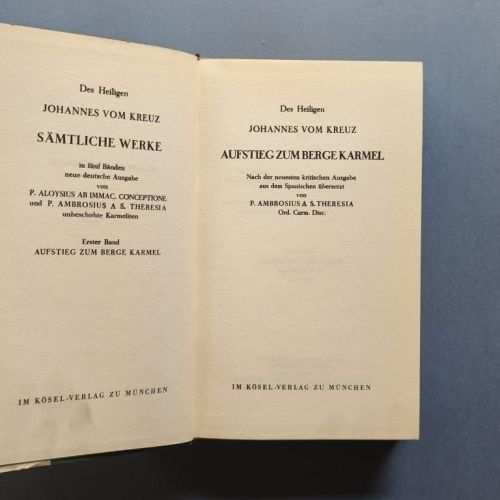 Des Heiligen
JOHANNES VOM KREUZ
SÄMTLICHE WERKE
in fünf Bänden
neue deutsche Ausgabe
von
P. ALOYSIUS AB IMMAC. CONCEPTIONE
und P. AMBROSIUS A S. THERESIA
unbeschuhte Karmeliten
Erster Band
AUFSTIEG ZUM BERGE KARMEL
IM KÖSEL-VERLAG ZU MÜNCHEN
Des Heiligen
JOHANNES VOM KREUZ
AUFSTIEG ZUM BERGE KARMEL
Nach der neuesten kritischen Ausgabe
aus dem Spanischen übersetzt
von
P. AMBROSIUS A S. THERESIA
Ord. Carm. Disc.
IM KÖSEL-VERLAG ZU MÜNCHEN